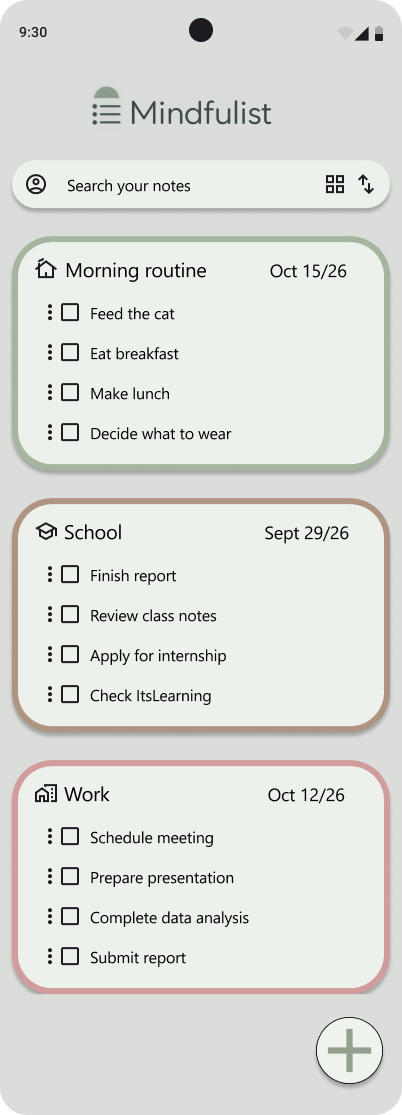 9:30
Mindfulist
Search your notes
Morning routine Oct 15/26
Feed the cat
Eat breakfast
Make lunch
Decide what to wear
School Sept 29/26
Finish report
Review class notes
Apply for internship
Check ItsLearning
Work Oct 12/26
Schedule meeting
Prepare presentation
Complete data analysis
Submit report